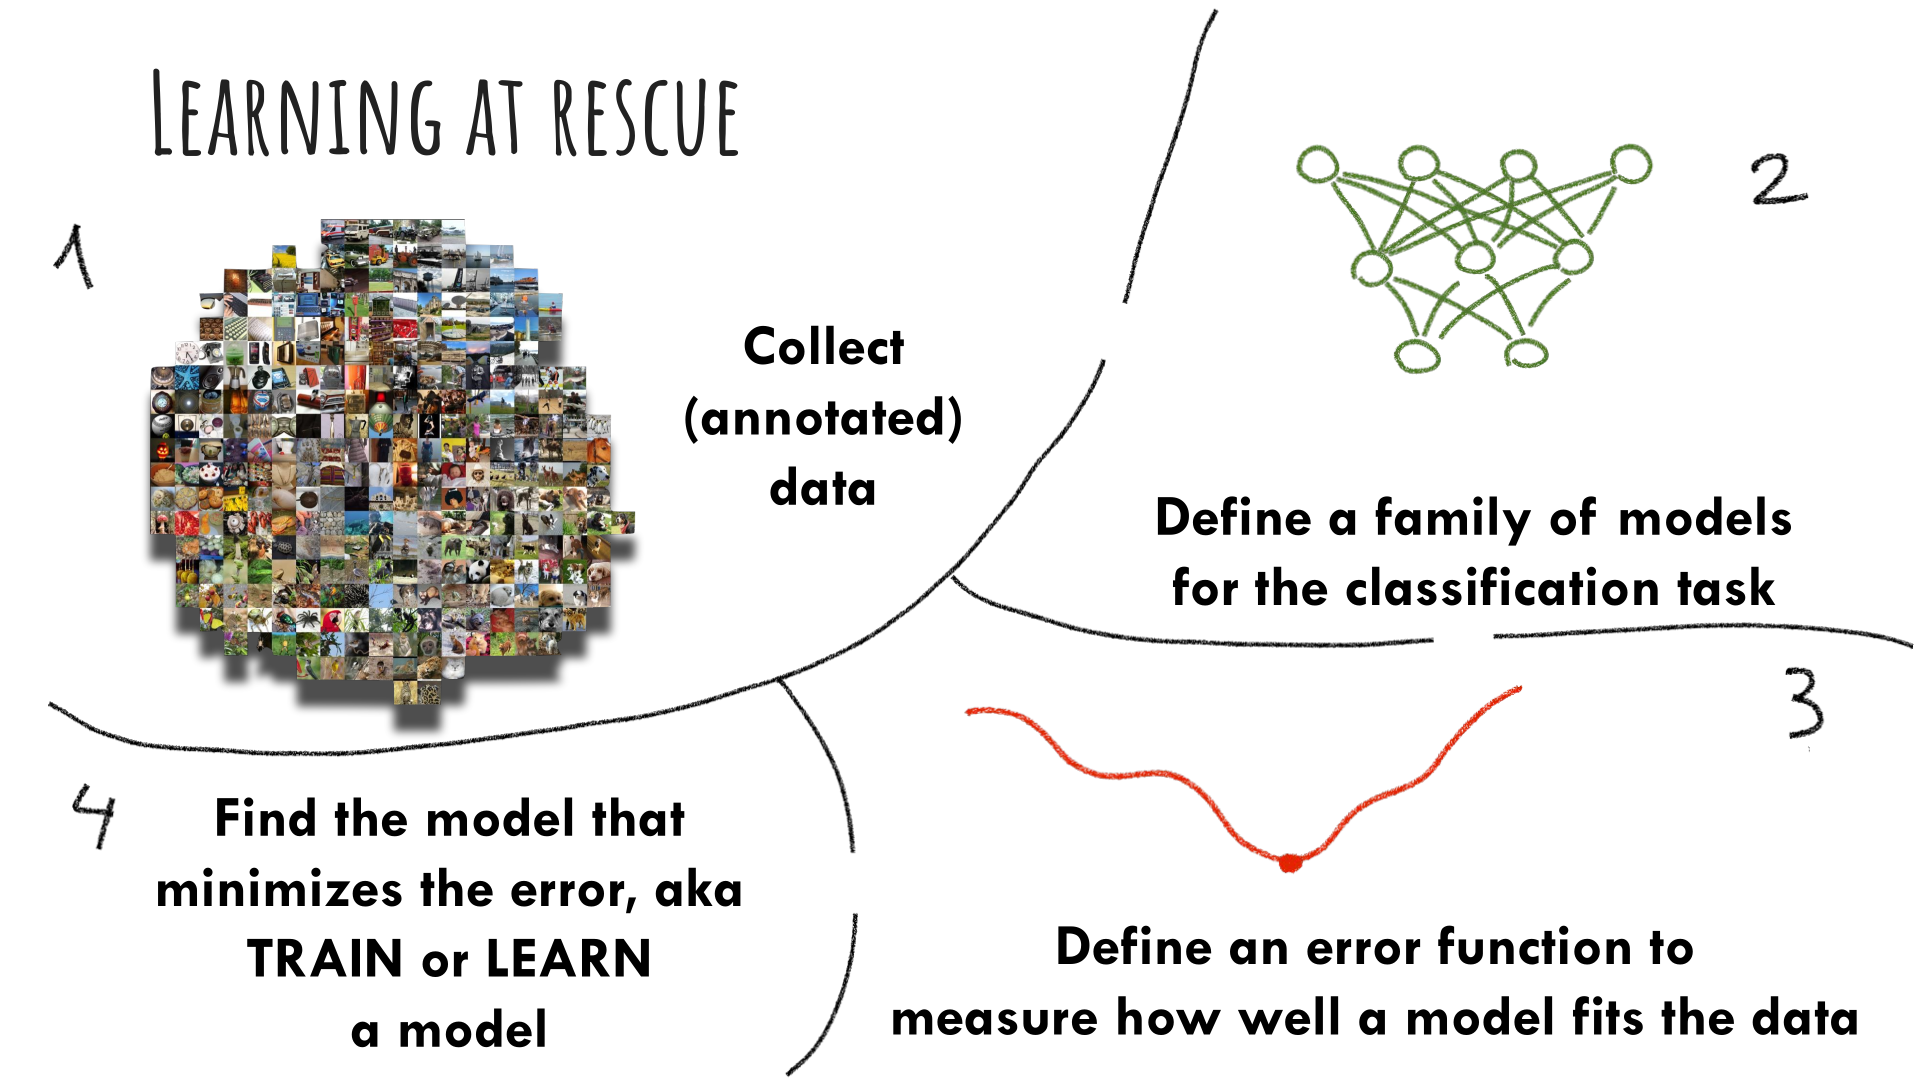 Learning at rescue
1
Collect
(annotated)
data
2
Define a family of models
for the classification task
3
Define an error function to
measure how well a model fits the data
4
Find the model that
minimizes the error, aka
TRAIN or LEARN
a model